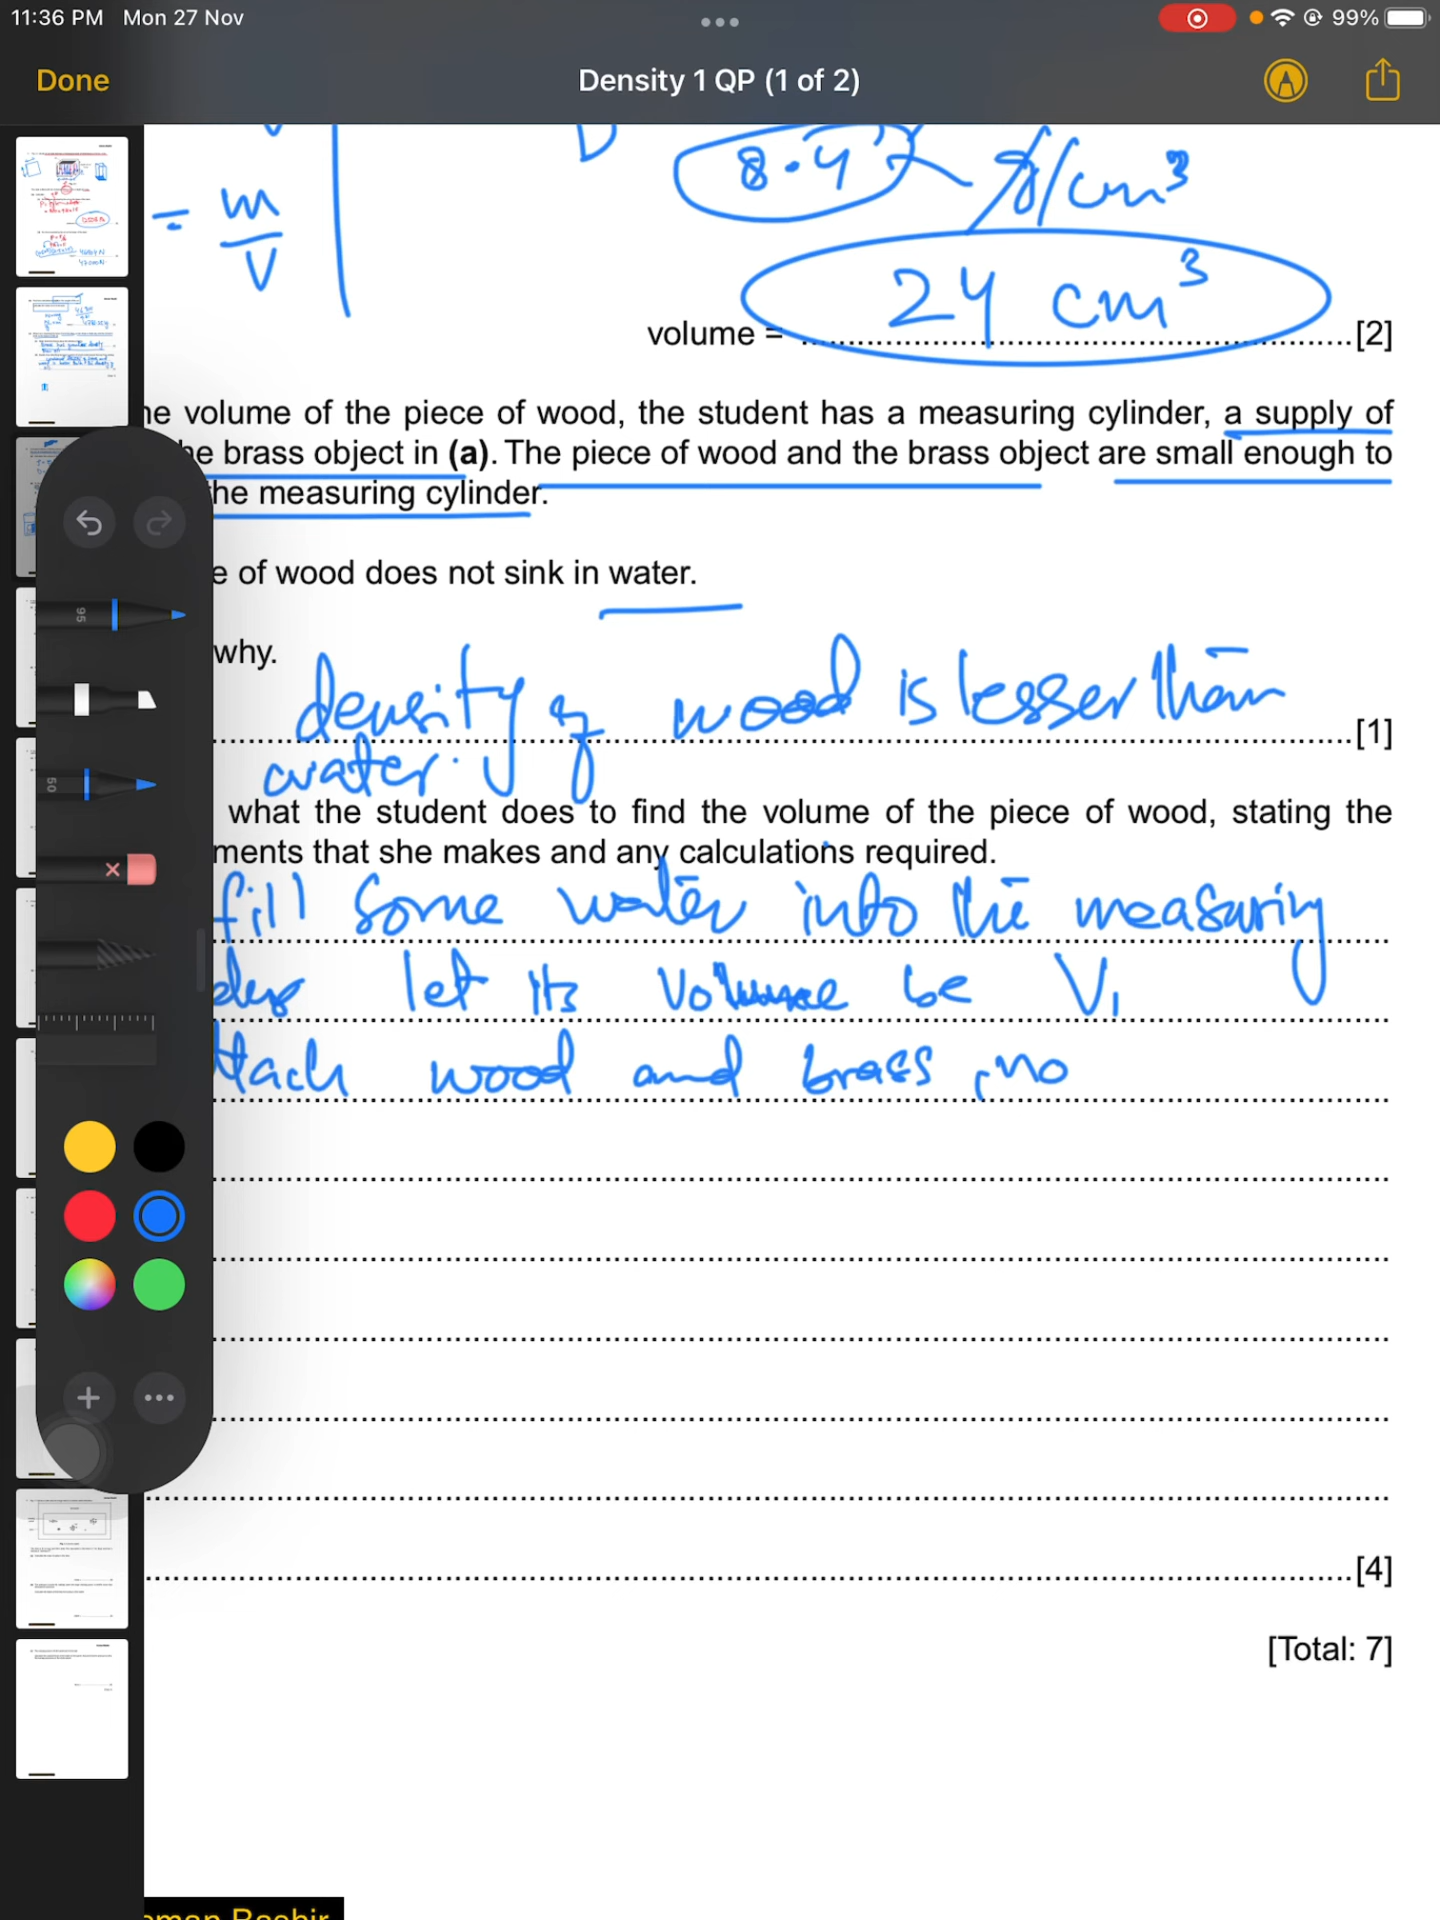 11:36 PM Mon 27 Nov
99%
Done
Density 1 QP (1 of 2)
8.4 g/cm³
= m
V
24 cm³
volume = [2]
he volume of the piece of wood, the student has a measuring cylinder, a supply of
he brass object in (a). The piece of wood and the brass object are small enough to
he measuring cylinder.
e of wood does not sink in water.
why.
density of wood is lesser than
[1]
water.
what the student does to find the volume of the piece of wood, stating the
ments that she makes and any calculations required.
fill some water into the measuring
der let its volume be V₁
ttach wood and brass, no
[4]
[Total: 7]
95
50